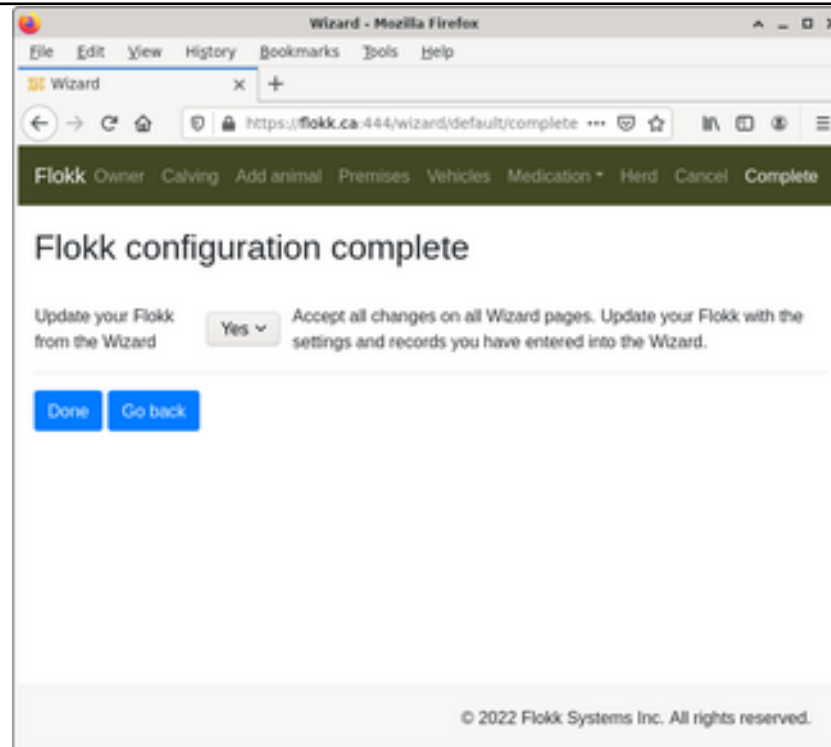 Wizard - Mozilla Firefox
File Edit View History Bookmarks Tools Help
Wizard
https://flokk.ca:444/wizard/default/complete
Flokk Owner Calving Add animal Premises Vehicles Medication Herd Cancel Complete
Flokk configuration complete
Update your Flokk
from the Wizard
Yes
Accept all changes on all Wizard pages. Update your Flokk with the
settings and records you have entered into the Wizard.
Done Go back
© 2022 Flokk Systems Inc. All rights reserved.